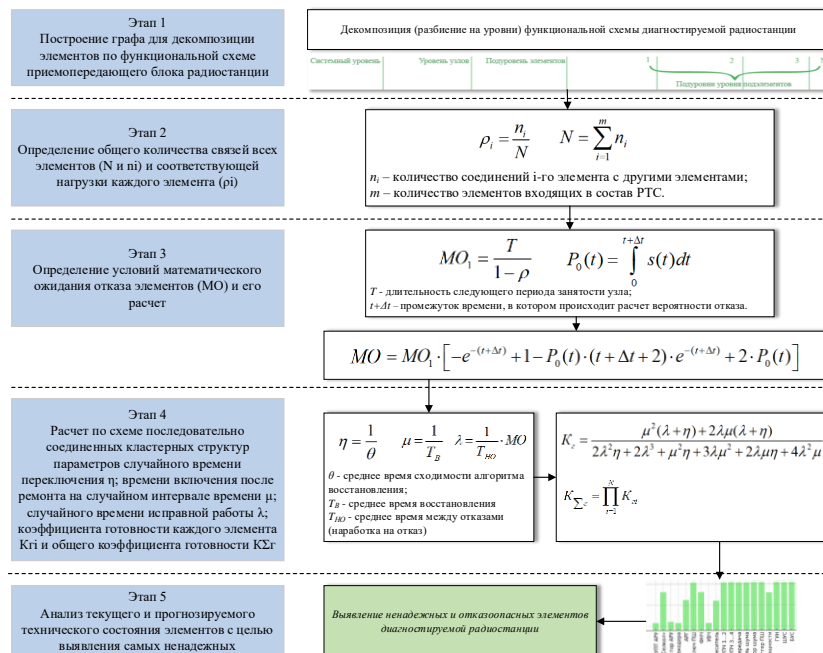 Этап 1
Построение графа для декомпозиции
элементов по функциональной схеме
приемопередающего блока радиостанции
Декомпозиция (разбиение на уровни) функциональной схемы диагностируемой радиостанции
Системный уровень Уровень узлов Подуровень элементов 1 2 3
Подуровни уровня подэлементов
Этап 2
Определение общего количества связей всех
элементов (N и ni) и соответствующей
нагрузки каждого элемента (ρi)
ρ_i = n_i / N N = ∑_{i=1}^{m} n_i
n_i – количество соединений i-го элемента с другими элементами;
m – количество элементов входящих в состав РТС.
Этап 3
Определение условий математического
ожидания отказа элементов (МО) и его
расчет
MO_1 = T / (1 − ρ) P_0(t) = ∫_0^{t+Δt} s(t)dt
T - длительность следующего периода занятости узла;
t+Δt – промежуток времени, в котором происходит расчет вероятности отказа.
MO = MO_1 · [−e^{−(t+Δt)} + 1 − P_0(t) · (t + Δt + 2) · e^{−(t+Δt)} + 2 · P_0(t)]
Этап 4
Расчет по схеме последовательно
соединенных кластерных структур
параметров случайного времени
переключения η; времени включения после
ремонта на случайном интервале времени μ;
случайного времени исправной работы λ;
коэффициента готовности каждого элемента
Кгi и общего коэффициента готовности КΣг
η = 1 / θ μ = 1 / T_B λ = 1 / T_HO · MO
θ - среднее время сходимости алгоритма
восстановления;
T_B - среднее время восстановления
T_HO - среднее время между отказами
(наработка на отказ)
K_г = (μ²(λ+η) + 2λμ(λ+η)) / (2λ²η + 2λ³ + μ²η + 3λμ² + 2λμη + 4λ²μ)
Этап 5
Анализ текущего и прогнозируемого
технического состояния элементов с целью
выявления самых ненадежных
Выявление ненадежных и отказоопасных элементов
диагностируемой радиостанции